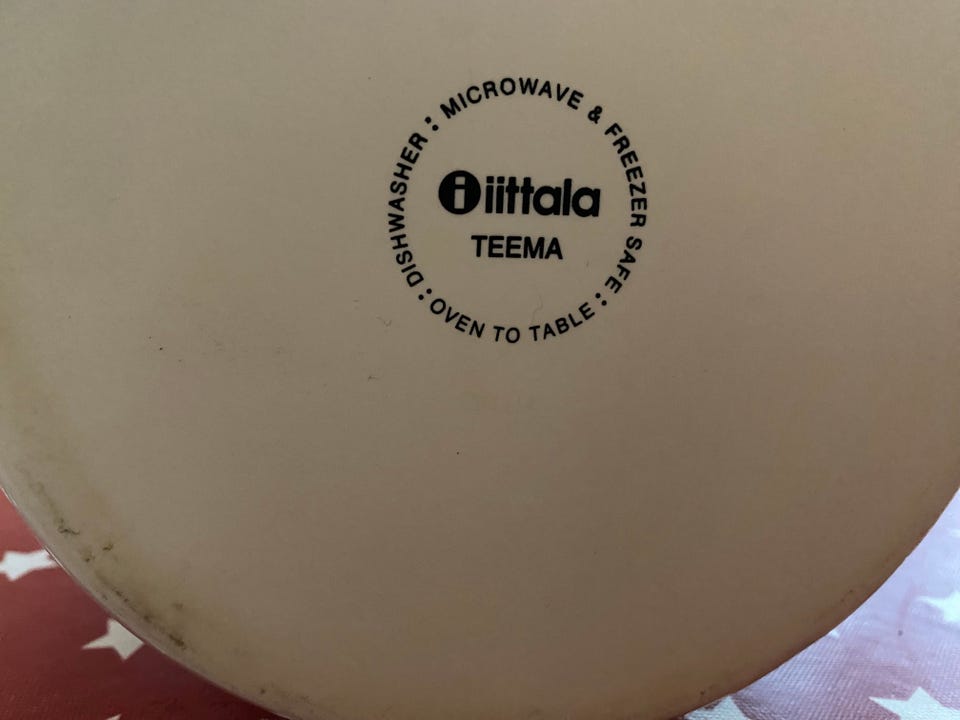 : MICROWAVE & FREEZER SAFE : OVEN TO TABLE : DISHWASHER
i iittala
TEEMA